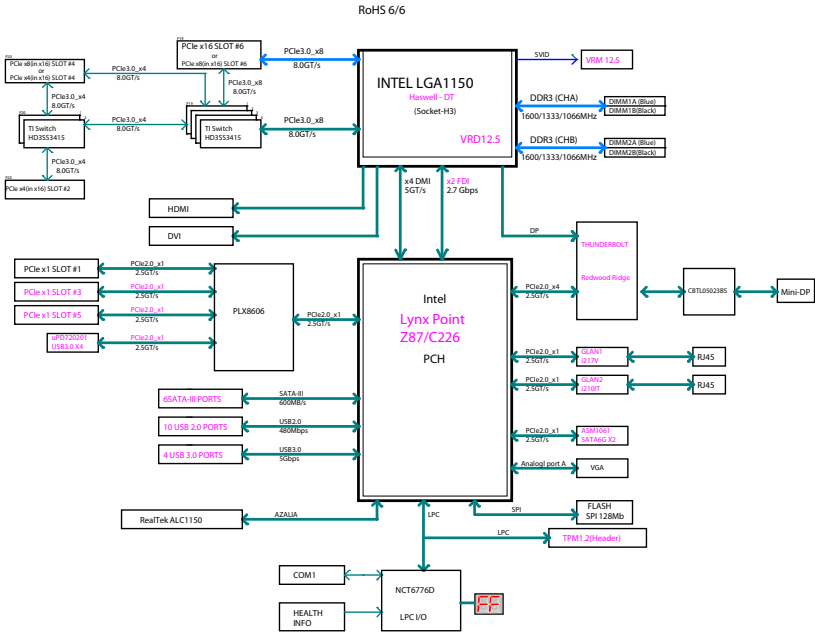 RoHS 6/6
PCIe x16 SLOT #6
or
PCIe x8(in x16) SLOT #6
PCIe x8(in x16) SLOT #4
or
PCIe x4(in x16) SLOT #4
PCIe3.0_x4
8.0GT/s
PCIe3.0_x8
8.0GT/s
PCIe3.0_x8
8.0GT/s
PCIe3.0_x4
8.0GT/s
TI Switch
HD3SS3415
PCIe3.0_x4
8.0GT/s
TI Switch
HD3SS3415
PCIe3.0_x8
8.0GT/s
PCIe3.0_x4
8.0GT/s
PCIe x4(in x16) SLOT #2
INTEL LGA1150
Haswell - DT
(Socket-H3)
VRD12.5
SVID
VRM 12.5
DDR3 (CHA)
1600/1333/1066MHz
DIMM1A (Blue)
DIMM1B(Black)
DDR3 (CHB)
1600/1333/1066MHz
DIMM2A (Blue)
DIMM2B(Black)
x4 DMI
5GT/s
x2 FDI
2.7 Gbps
HDMI
DVI
DP
THUNDERBOLT
Redwood Ridge
CBTL05023BS
Mini-DP
PCIe x1 SLOT #1
PCIe2.0_x1
2.5GT/s
PCIe x1 SLOT #3
PCIe2.0_x1
2.5GT/s
PCIe x1 SLOT #5
PCIe2.0_x1
2.5GT/s
uPD720201
USB3.0 X4
PCIe2.0_x1
2.5GT/s
PLX8606
PCIe2.0_x1
2.5GT/s
Intel
Lynx Point
Z87/C226
PCH
PCIe2.0_x4
2.5GT/s
PCIe2.0_x1
2.5GT/s
GLAN1
i217V
RJ45
PCIe2.0_x1
2.5GT/s
GLAN2
i210IT
RJ45
PCIe2.0_x1
2.5GT/s
ASM1061
SATA6G X2
Analogl port A
VGA
6SATA-III PORTS
SATA-III
600MB/s
10 USB 2.0 PORTS
USB2.0
480Mbps
4 USB 3.0 PORTS
USB3.0
5Gbps
RealTek ALC1150
AZALIA
LPC
SPI
FLASH
SPI 128Mb
LPC
TPM1.2(Header)
COM1
HEALTH
INFO
NCT6776D
LPC I/O
FF